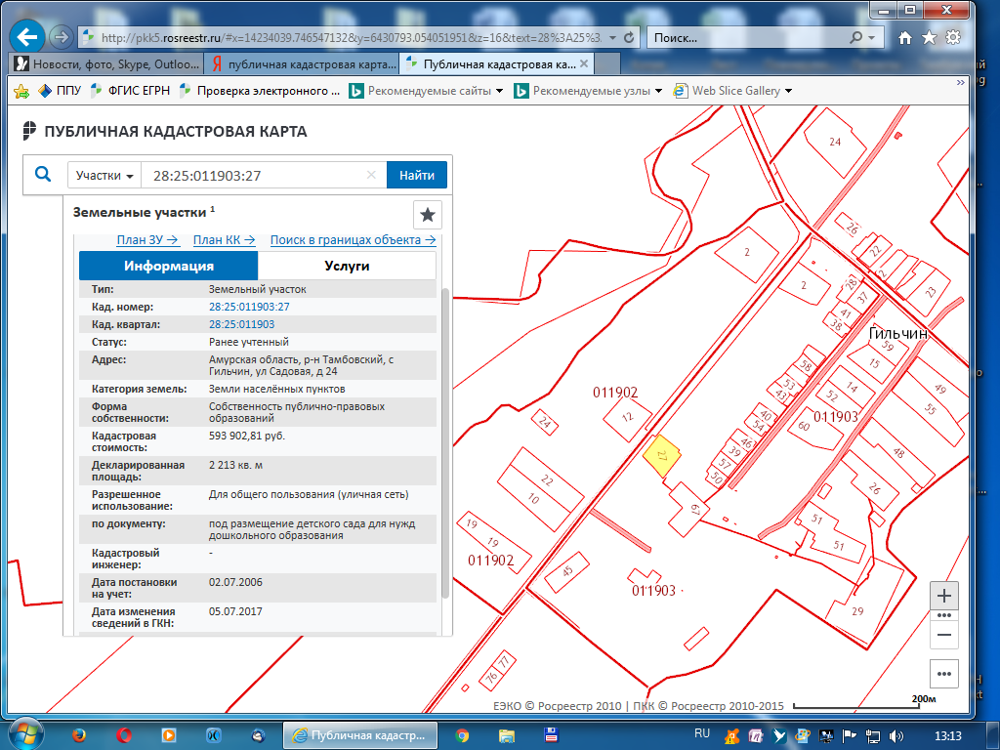 http://pkk5.rosreestr.ru/#x=14234039.746547132&y=6430793.054051951&z=16&text=28%3A25%3.
Поиск...
Новости, фото, Skype, Outloo...
публичная кадастровая карта...
Публичная кадастровая ка...
ППУ
ФГИС ЕГРН
Проверка электронного ...
Рекомендуемые сайты
Рекомендуемые узлы
Web Slice Gallery
ПУБЛИЧНАЯ КАДАСТРОВАЯ КАРТА
Участки
28:25:011903:27
Найти
Земельные участки 1
План ЗУ →
План КК →
Поиск в границах объекта →
Информация
Услуги
Тип: Земельный участок
Кад. номер: 28:25:011903:27
Кад. квартал: 28:25:011903
Статус: Ранее учтенный
Адрес: Амурская область, р-н Тамбовский, с
Гильчин, ул Садовая, д 24
Категория земель: Земли населённых пунктов
Форма Собственность публично-правовых
собственности: образований
Кадастровая 593 902,81 руб.
стоимость:
Декларированная 2 213 кв. м
площадь:
Разрешенное Для общего пользования (уличная сеть)
использование:
по документу: под размещение детского сада для нужд
дошкольного образования
Кадастровый -
инженер:
Дата постановки 02.07.2006
на учет:
Дата изменения 05.07.2017
сведений в ГКН:
24
26
22
2
2
2
23
28
37
41
38
Гильчин
59
15
58
53
43
14
52
49
55
011902
12
24
40
54
60
011903
46
39
57
50
27
48
22
10
67
26
19
19
51
51
011902
45
011903
29
77
76
200м
ЕЭКО © Росреестр 2010 | ПКК © Росреестр 2010-2015
Публичная кадастр...
RU
13:13